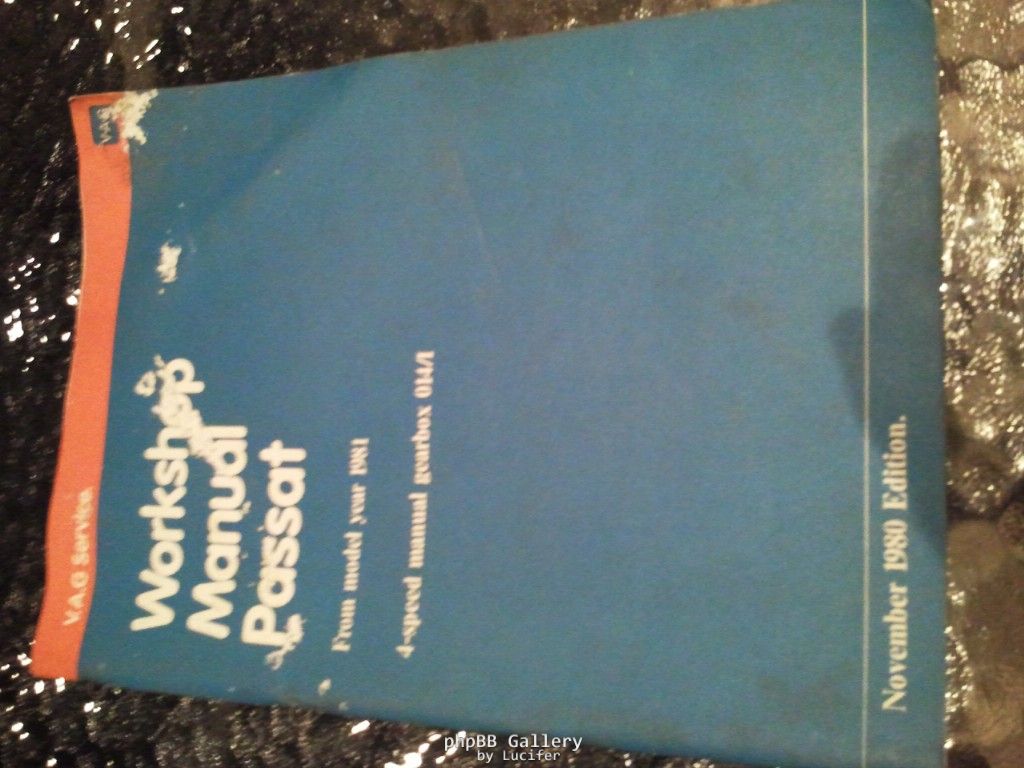 V.A.G Service.
V·A·G
Workshop
Manual
Passat
From model year 1981
4-speed manual gearbox 014/1
November 1980 Edition.
phpBB Gallery
by Lucifer